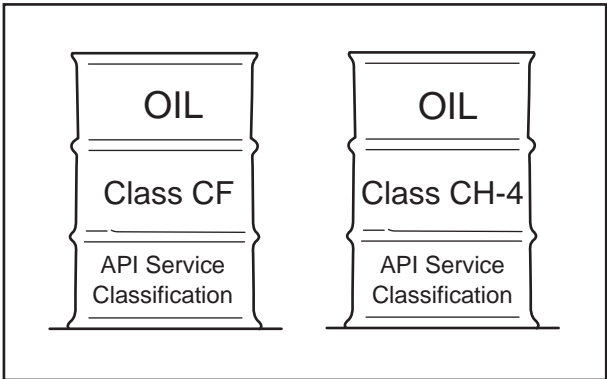 OIL
Class CF
API Service
Classification
OIL
Class CH-4
API Service
Classification